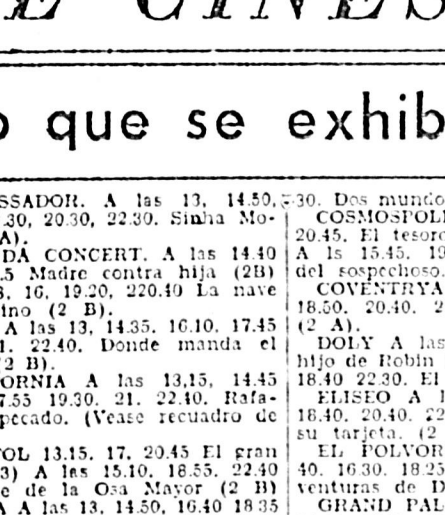 E CINES
o que se exhib
SSADOR. A las 13, 14.50,
.30, 20.30, 22.30. Sinha Mo-
A).
DA CONCERT. A las 14.40
.5 Madre contra hija (2B)
3, 16, 19.20, 220.40 La nave
ino (2 B).
A las 13, 14.35. 16.10. 17.45
1. 22.40. Donde manda el
(2 B).
ORNIA A las 13,15, 14.45
7.55 19.30. 21. 22.40. Rafa-
pecado. (Vease recuadro de
OL 13.15. 17. 20.45 El gran
3) A las 15.10. 18.55. 22.40
e de la Osa Mayor (2 B)
A A las 13, 14.50, 16.40 18 35
30. Dos mundo
COSMOSPOLI
20.45. El tesoro
A ls 15.45. 19
del sospechoso.
COVENTRYA
18.50. 20.40. 2
(2 A).
DOLY A las
hijo de Robin
18.40 22.30. El
ELISEO A l
18.40. 20.40. 22
su tarjeta. (2
EL POLVOR
40. 16.30. 18.25
venturas de D
GRAND PAL